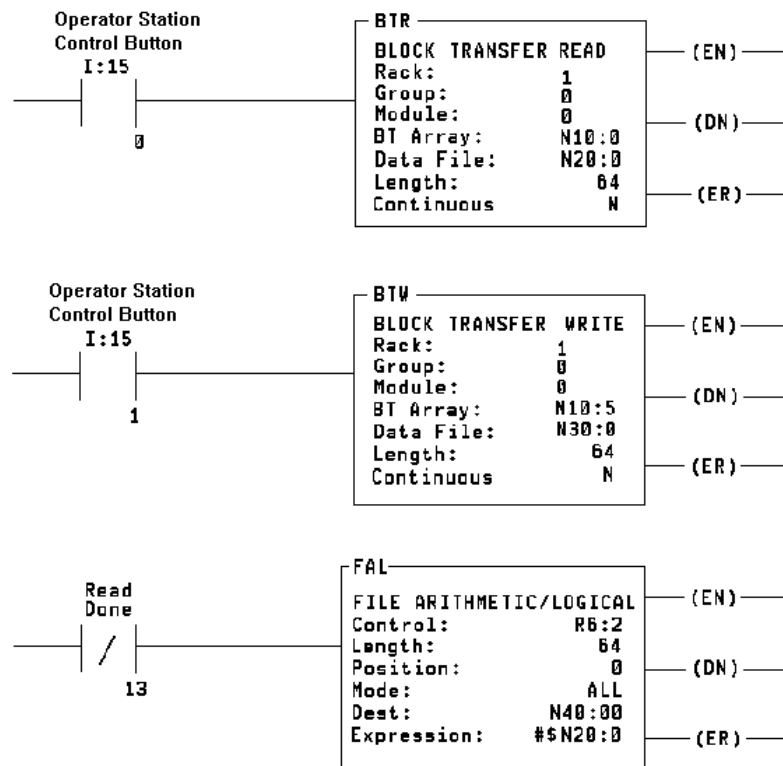 Operator Station
Control Button
I:15
0
BTR
BLOCK TRANSFER READ
Rack: 1
Group: 0
Module: 0
BT Array: N10:0
Data File: N20:0
Length: 64
Continuous N
(EN)
(DN)
(ER)
Operator Station
Control Button
I:15
1
BTW
BLOCK TRANSFER WRITE
Rack: 1
Group: 0
Module: 0
BT Array: N10:5
Data File: N30:0
Length: 64
Continuous N
(EN)
(DN)
(ER)
Read
Done
13
FAL
FILE ARITHMETIC/LOGICAL
Control: R6:2
Length: 64
Position: 0
Mode: ALL
Dest: N40:00
Expression: #$N20:0
(EN)
(DN)
(ER)